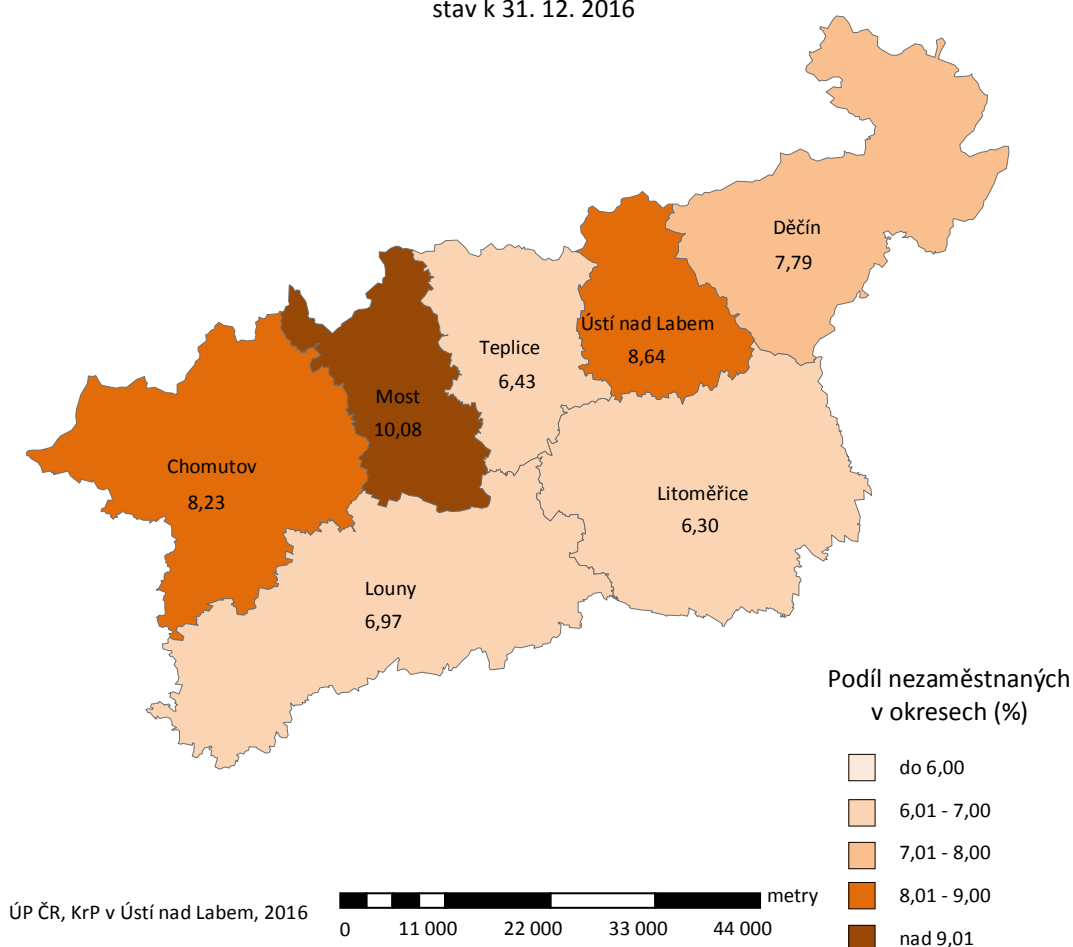 stav k 31. 12. 2016
Děčín
7,79
Ústí nad Labem
8,64
Teplice
6,43
Most
10,08
Chomutov
8,23
Litoměřice
6,30
Louny
6,97
Podíl nezaměstnaných
v okresech (%)
do 6,00
6,01 - 7,00
7,01 - 8,00
8,01 - 9,00
nad 9,01
ÚP ČR, KrP v Ústí nad Labem, 2016
metry
0 11 000 22 000 33 000 44 000